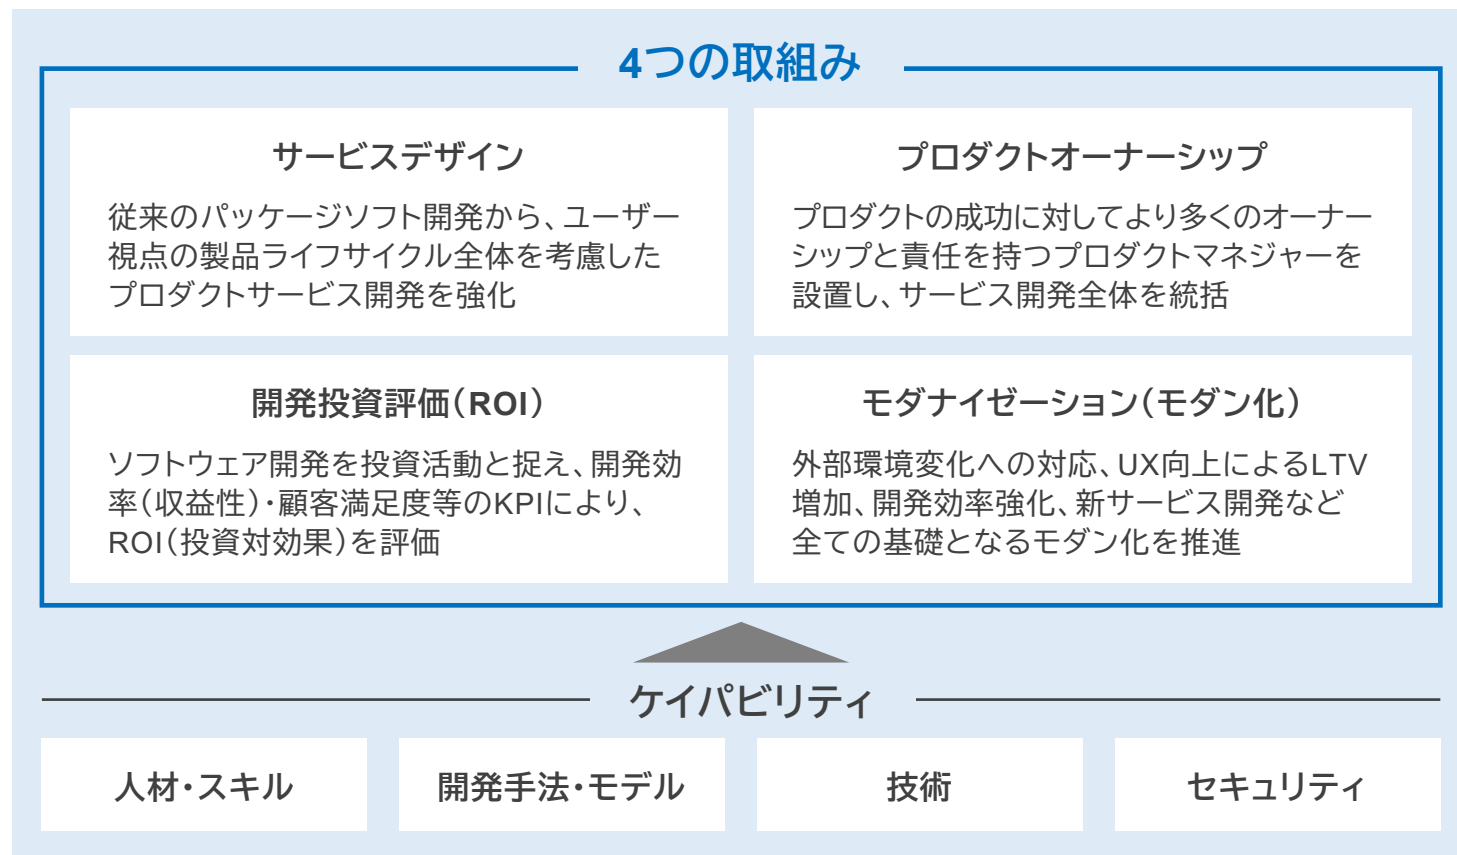 4つの取組み
サービスデザイン
従来のパッケージソフト開発から、ユーザー
視点の製品ライフサイクル全体を考慮した
プロダクトサービス開発を強化
プロダクトオーナーシップ
プロダクトの成功に対してより多くのオーナー
シップと責任を持つプロダクトマネジャーを
設置し、サービス開発全体を統括
開発投資評価（ROI）
ソフトウェア開発を投資活動と捉え、開発効
率（収益性）・顧客満足度等のKPIにより、
ROI（投資対効果）を評価
モダナイゼーション（モダン化）
外部環境変化への対応、UX向上によるLTV
増加、開発効率強化、新サービス開発など
全ての基礎となるモダン化を推進
ケイパビリティ
人材・スキル
開発手法・モデル
技術
セキュリティ